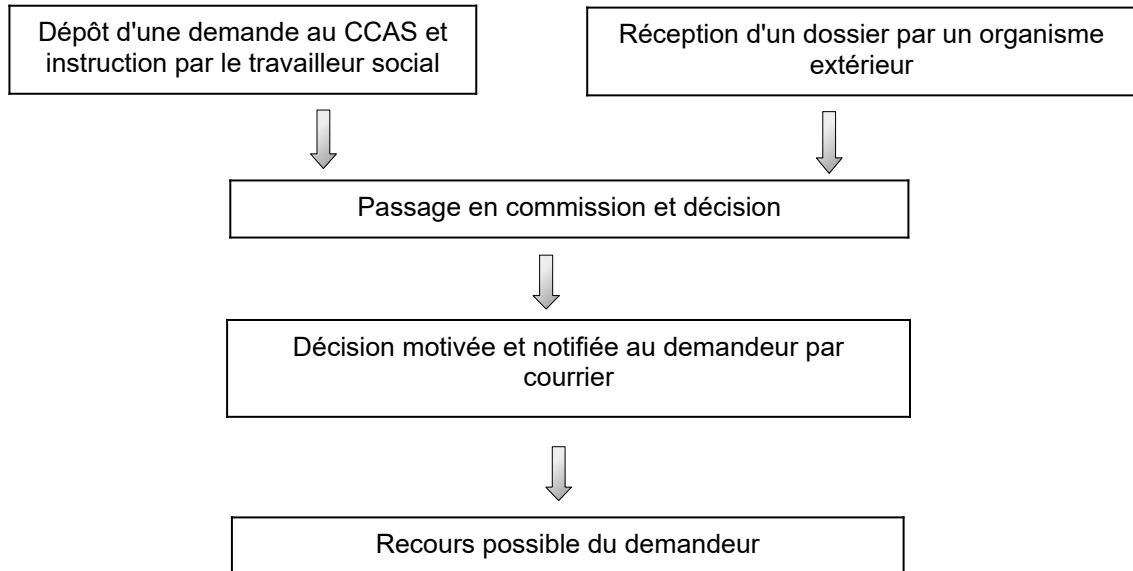 Dépôt d'une demande au CCAS et
instruction par le travailleur social
Réception d'un dossier par un organisme
extérieur
Passage en commission et décision
Décision motivée et notifiée au demandeur par
courrier
Recours possible du demandeur